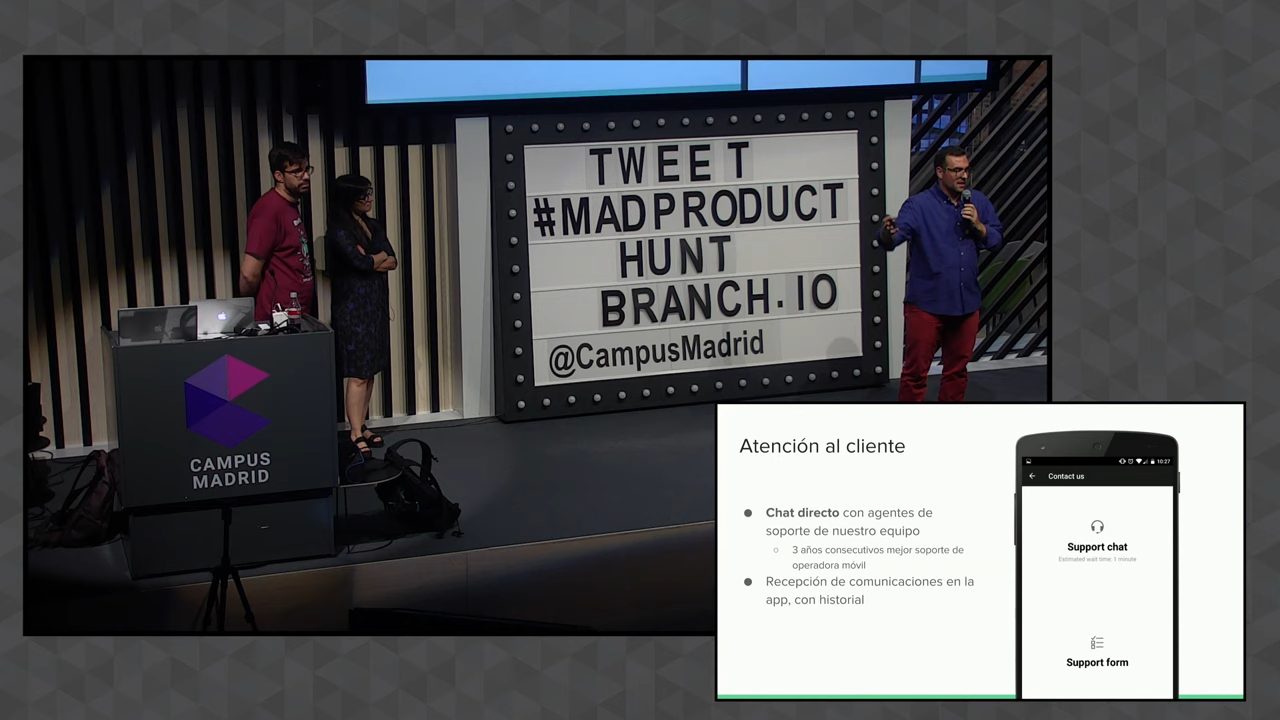 TWEET
#MADPRODUCT
HUNT
BRANCH.IO
@CampusMadrid
CAMPUS
MADRID
Atención al cliente
● Chat directo con agentes de
soporte de nuestro equipo
○ 3 años consecutivos mejor soporte de
operadora móvil
● Recepción de comunicaciones en la
app, con historial
10:27
← Contact us
Support chat
Estimated wait time: 1 minute
Support form